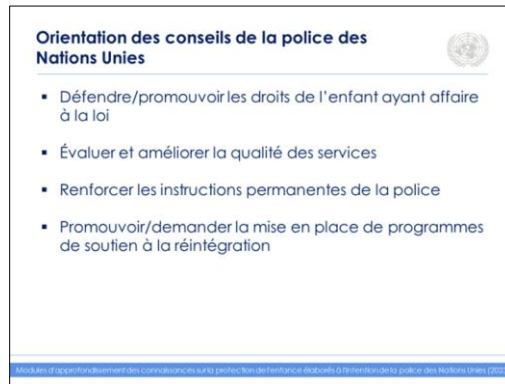 Orientation des conseils de la police des
Nations Unies
▪ Défendre/promouvoir les droits de l’enfant ayant affaire
à la loi
▪ Évaluer et améliorer la qualité des services
▪ Renforcer les instructions permanentes de la police
▪ Promouvoir/demander la mise en place de programmes
de soutien à la réintégration
Modules d'approfondissement des connaissances sur la protection de l'enfance élaborés à l'intention de la police des Nations Unies (202